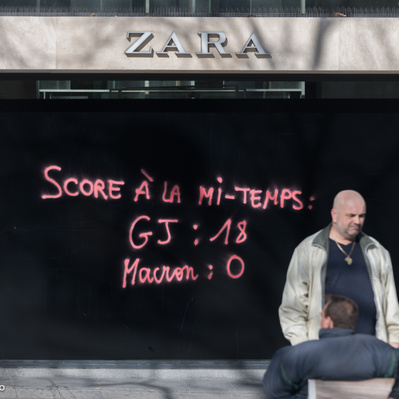 ZARA
SCORE À LA MI-TEMPS:
GJ : 18
Macron : 0